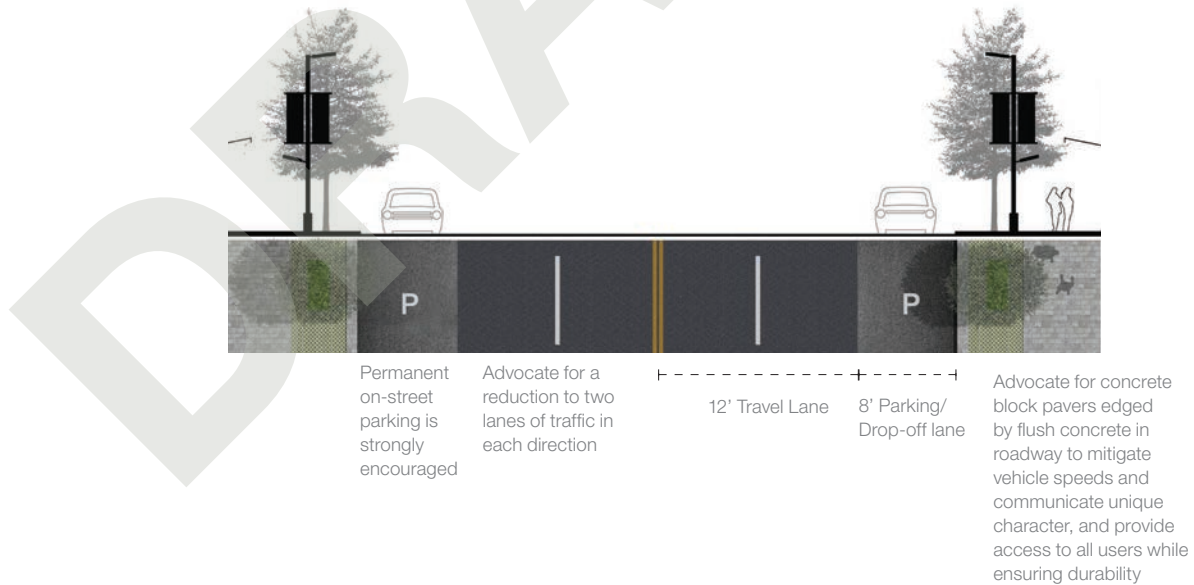 DRA
P
P
Permanent
on-street
parking is
strongly
encouraged
Advocate for a
reduction to two
lanes of traffic in
each direction
12’ Travel Lane
8’ Parking/
Drop-off lane
Advocate for concrete
block pavers edged
by flush concrete in
roadway to mitigate
vehicle speeds and
communicate unique
character, and provide
access to all users while
ensuring durability